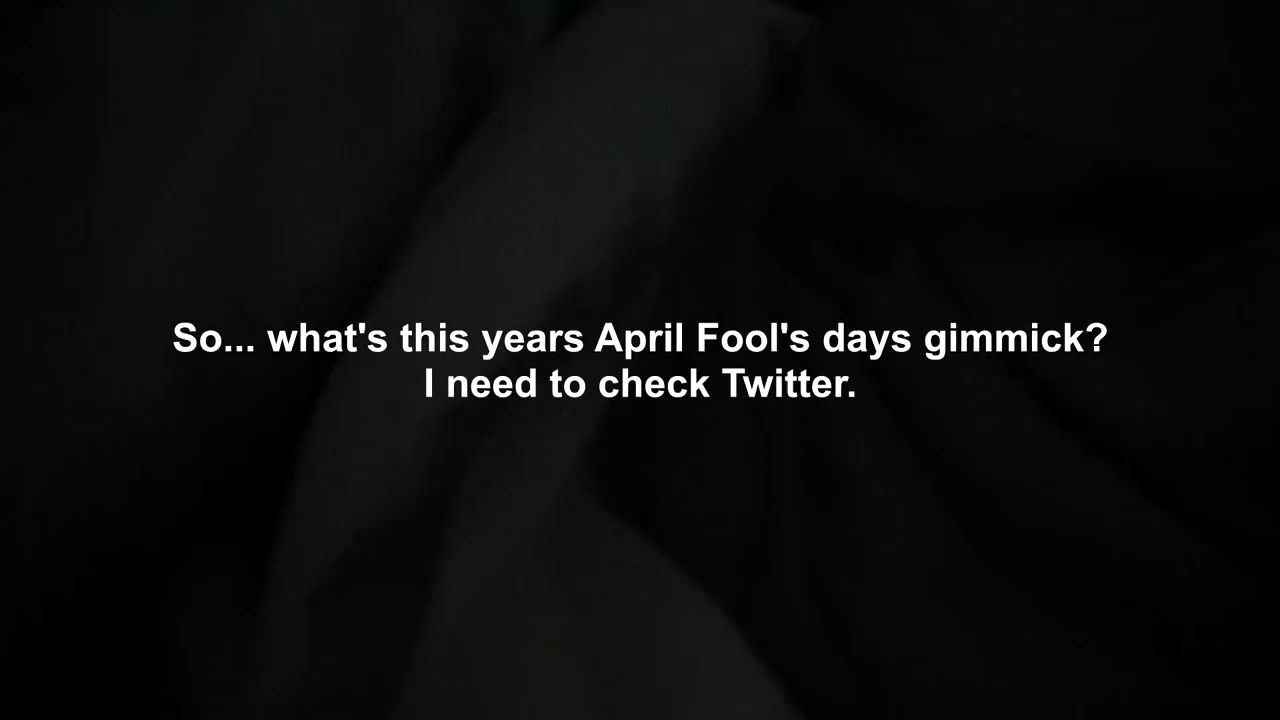 So... what's this years April Fool's days gimmick?
I need to check Twitter.